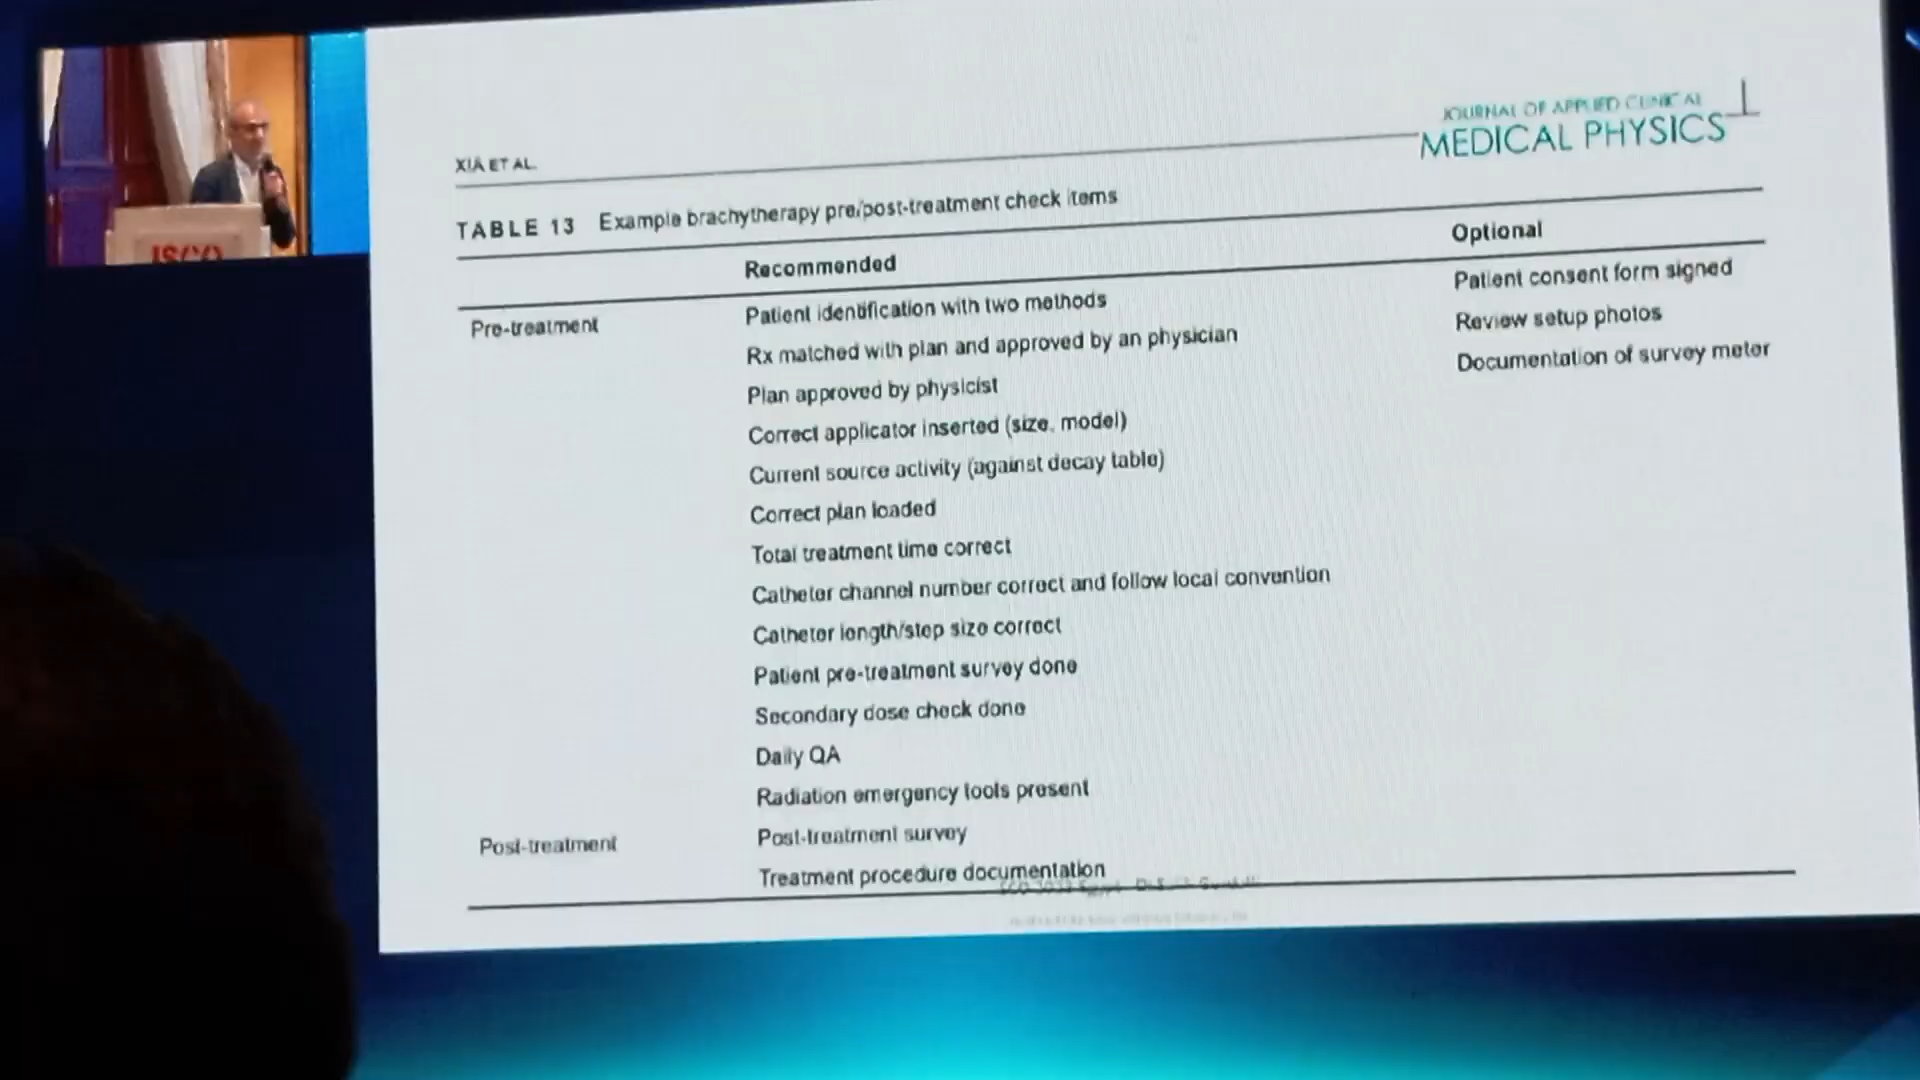 JOURNAL OF APPLIED CLINICAL
MEDICAL PHYSICS
XIA ET AL.
TABLE 13 Example brachytherapy pre/post-treatment check items
Recommended Optional
Pre-treatment Patient identification with two methods Patient consent form signed
Rx matched with plan and approved by an physician Review setup photos
Plan approved by physicist Documentation of survey meter
Correct applicator inserted (size, model)
Current source activity (against decay table)
Correct plan loaded
Total treatment time correct
Catheter channel number correct and follow local convention
Catheter length/step size correct
Patient pre-treatment survey done
Secondary dose check done
Daily QA
Radiation emergency tools present
Post-treatment Post-treatment survey
Treatment procedure documentation